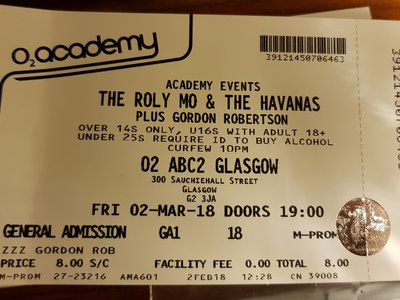 O2 academy
39121450706463
ACADEMY EVENTS
THE ROLY MO & THE HAVANAS
PLUS GORDON ROBERTSON
OVER 14S ONLY, U16S WITH ADULT 18+
UNDER 25S REQUIRE ID TO BUY ALCOHOL
CURFEW 10PM
O2 ABC2 GLASGOW
300 SAUCHIEHALL STREET
GLASGOW
G2 3JA
FRI 02-MAR-18 DOORS 19:00
GENERAL ADMISSION GA1 18 M-PROM
ZZZ GORDON ROB
PRICE 8.00 S/C FACILITY FEE 0.00 TOTAL 8.00
M-PROM 27-23216 AMA601 2FEB18 12:28 CN 39008